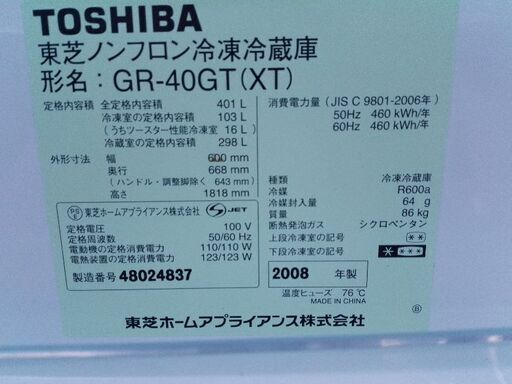 TOSHIBA
東芝ノンフロン冷凍冷蔵庫
形名：GR-40GT(XT)
定格内容積 全定格内容積 401 L
冷凍室の定格内容積 103 L
(うちツースター性能冷凍室 16 L)
冷蔵室の定格内容積 298 L
外形寸法 幅 600 mm
奥行 668 mm
(ハンドル・調整脚除く 643 mm)
高さ 1818 mm
消費電力量 (JIS C 9801-2006年)
50Hz 460 kWh/年
60Hz 460 kWh/年
PS
E
東芝ホームアプライアンス株式会社
S JET
定格電圧 100 V
定格周波数 50/60 Hz
電動機の定格消費電力 110/110 W
電熱装置の定格消費電力 123/123 W
製造番号 48024837
種類 冷凍冷蔵庫
冷媒 R600a
冷媒封入量 64 g
質量 86 kg
断熱発泡ガス シクロペンタン
上段冷凍室の記号 **
下段冷凍室の記号 * ***
2008 年製
温度ヒューズ 76℃
MADE IN CHINA
Ⓑ
東芝ホームアプライアンス株式会社